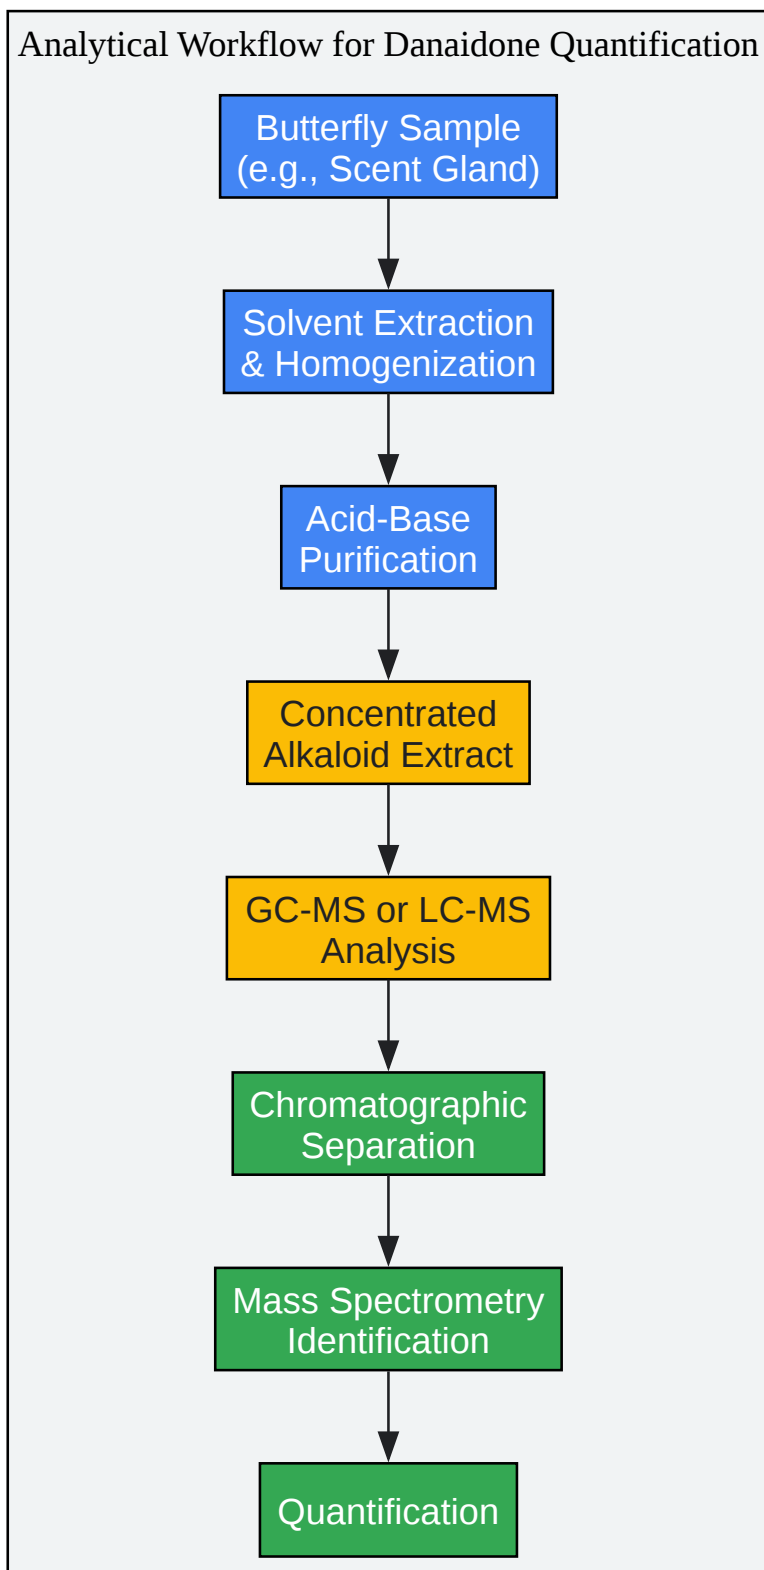 Analytical Workflow for Danaidone Quantification
Butterfly Sample
(e.g., Scent Gland)
Solvent Extraction
& Homogenization
Acid-Base
Purification
Concentrated
Alkaloid Extract
GC-MS or LC-MS
Analysis
Chromatographic
Separation
Mass Spectrometry
Identification
Quantification